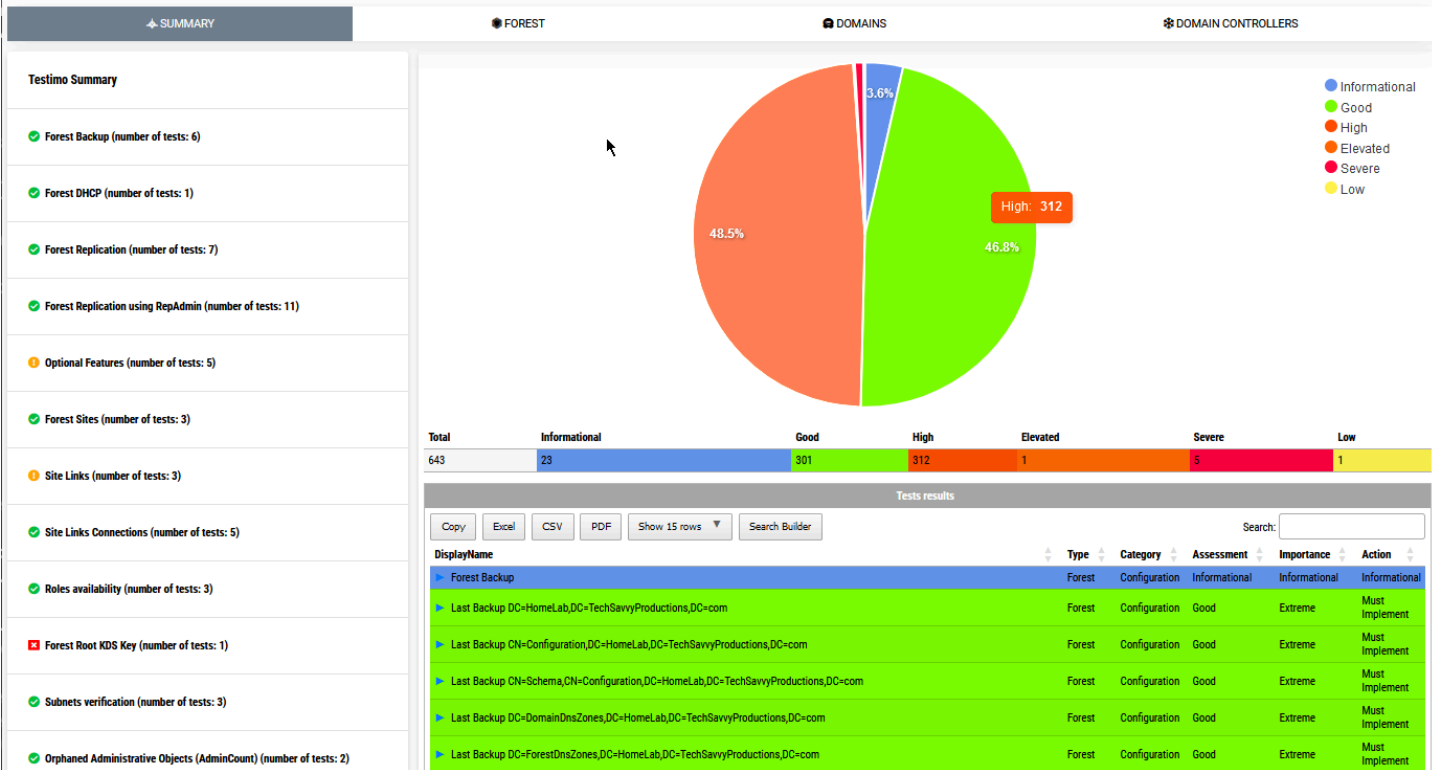 SUMMARY
FOREST
DOMAINS
DOMAIN CONTROLLERS
Testimo Summary
Forest Backup (number of tests: 6)
Forest DHCP (number of tests: 1)
Forest Replication (number of tests: 7)
Forest Replication using RepAdmin (number of tests: 11)
Optional Features (number of tests: 5)
Forest Sites (number of tests: 3)
Site Links (number of tests: 3)
Site Links Connections (number of tests: 5)
Roles availability (number of tests: 3)
Forest Root KDS Key (number of tests: 1)
Subnets verification (number of tests: 3)
Orphaned Administrative Objects (AdminCount) (number of tests: 2)
3.6%
High: 312
48.5%
46.8%
Informational
Good
High
Elevated
Severe
Low
Total Informational Good High Elevated Severe Low
643 23 301 312 1 5 1
Tests results
Copy Excel CSV PDF Show 15 rows Search Builder Search:
DisplayName Type Category Assessment Importance Action
Forest Backup Forest Configuration Informational Informational Informational
Last Backup DC=HomeLab,DC=TechSavvyProductions,DC=com Forest Configuration Good Extreme Must
Implement
Last Backup CN=Configuration,DC=HomeLab,DC=TechSavvyProductions,DC=com Forest Configuration Good Extreme Must
Implement
Last Backup CN=Schema,CN=Configuration,DC=HomeLab,DC=TechSavvyProductions,DC=com Forest Configuration Good Extreme Must
Implement
Last Backup DC=DomainDnsZones,DC=HomeLab,DC=TechSavvyProductions,DC=com Forest Configuration Good Extreme Must
Implement
Last Backup DC=ForestDnsZones,DC=HomeLab,DC=TechSavvyProductions,DC=com Forest Configuration Good Extreme Must
Implement